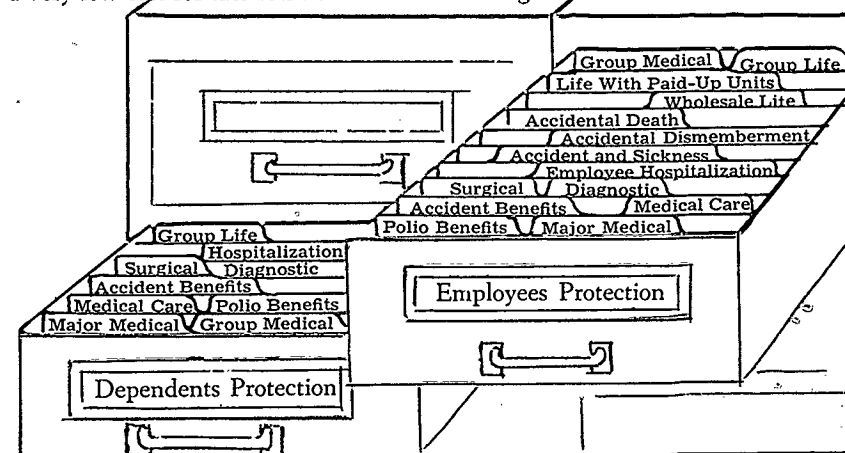 Group Medical Group Life
Life With Paid-Up Units
Wholesale Life
Accidental Death
Accidental Dismemberment
Accident and Sickness
Employee Hospitalization
Surgical Diagnostic
Accident Benefits Medical Care
Polio Benefits Major Medical
Employees Protection
Group Life
Hospitalization
Surgical Diagnostic
Accident Benefits
Medical Care Polio Benefits
Major Medical Group Medical
Dependents Protection